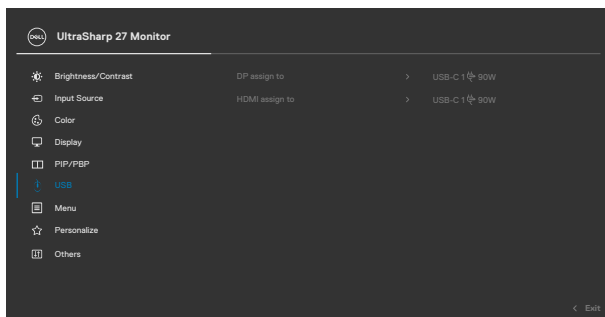 DELL UltraSharp 27 Monitor
Brightness/Contrast DP assign to > USB-C 1 90W
Input Source HDMI assign to > USB-C 1 90W
Color
Display
PIP/PBP
USB
Menu
Personalize
Others
< Exit